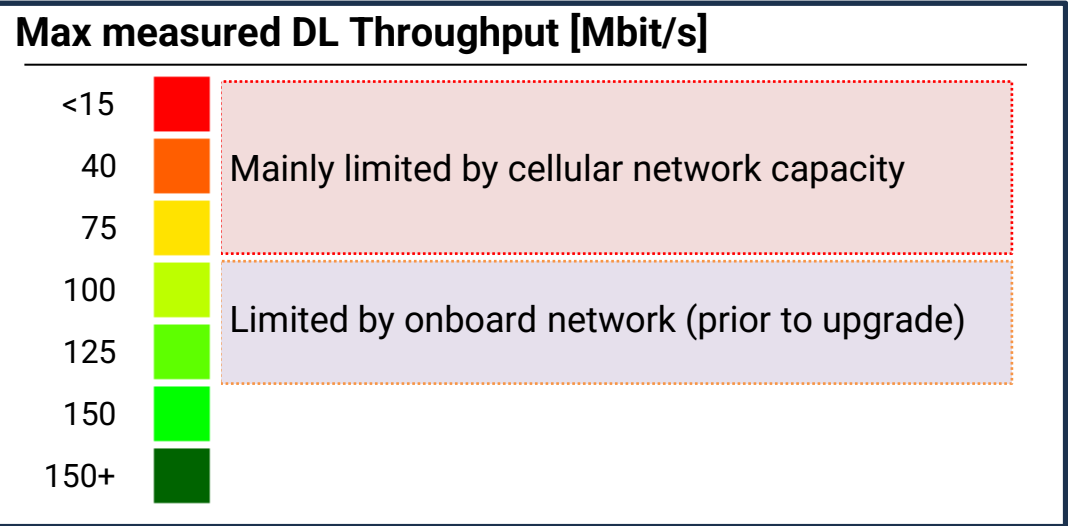 Max measured DL Throughput [Mbit/s]
<15
40
Mainly limited by cellular network capacity
75
100
Limited by onboard network (prior to upgrade)
125
150
150+